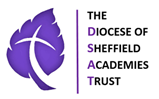 THE
DIOCESE OF
SHEFFIELD
ACADEMIES
TRUST